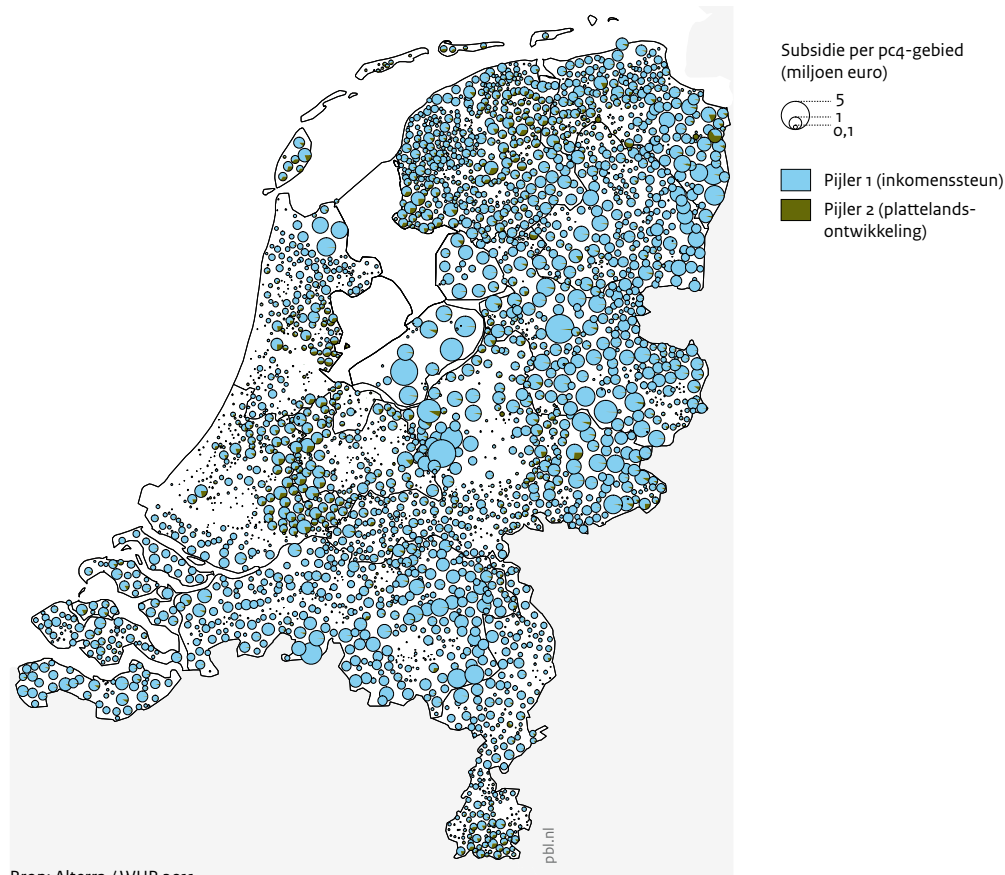 Subsidie per pc4-gebied
(miljoen euro)
5
1
0,1
Pijler 1 (inkomenssteun)
Pijler 2 (plattelands-
ontwikkeling)
pbl.nl